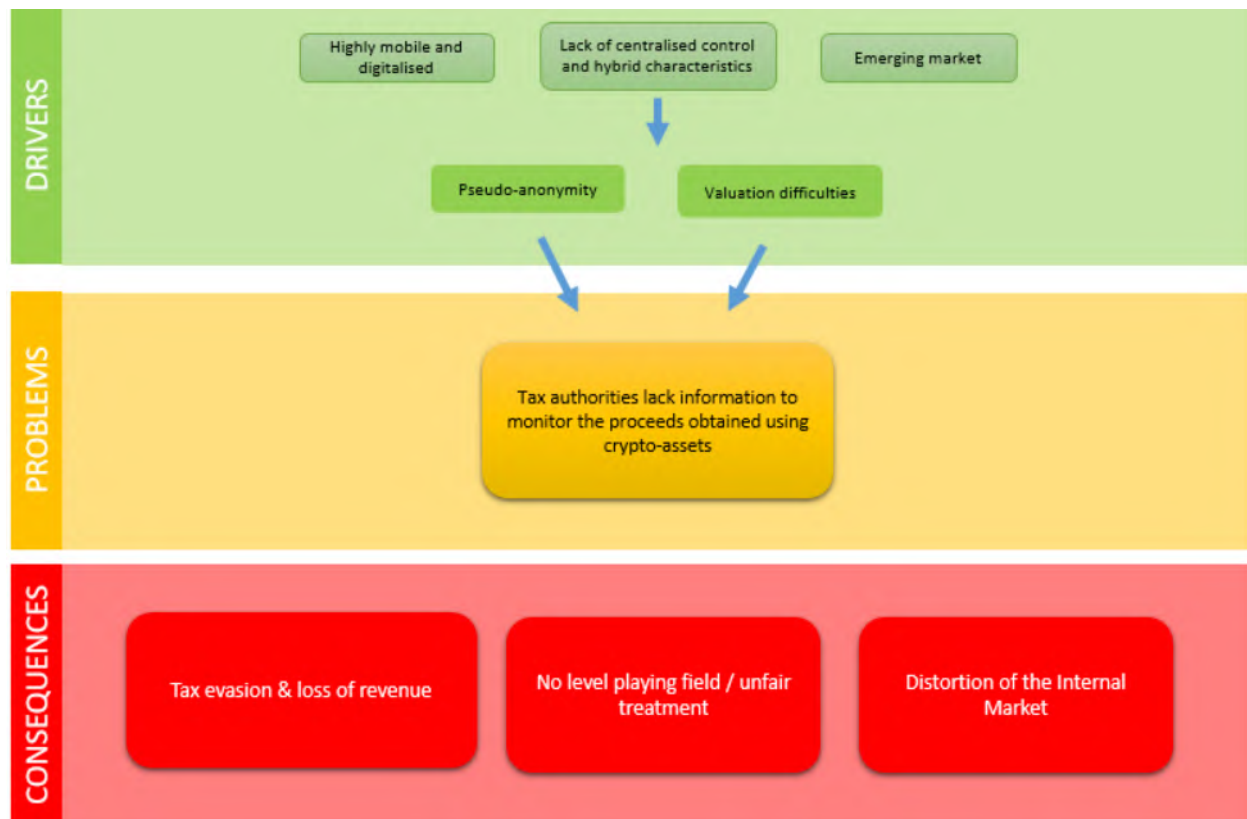 DRIVERS
Highly mobile and
digitalised
Lack of centralised control
and hybrid characteristics
Emerging market
Pseudo-anonymity
Valuation difficulties
PROBLEMS
Tax authorities lack information to
monitor the proceeds obtained using
crypto-assets
CONSEQUENCES
Tax evasion & loss of revenue
No level playing field / unfair
treatment
Distortion of the Internal
Market